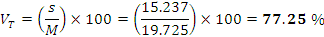 V_T = (s/M) × 100 = (15.237/19.725) × 100 = 77.25 %